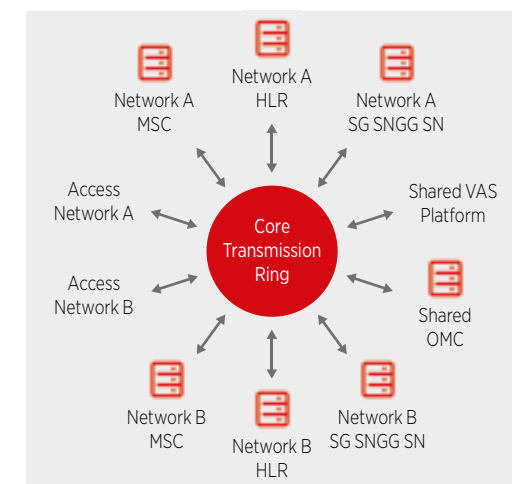 Network A
HLR
Network A
MSC
Network A
SG SNGG SN
Access
Network A
Core
Transmission
Ring
Shared VAS
Platform
Access
Network B
Shared
OMC
Network B
MSC
Network B
HLR
Network B
SG SNGG SN